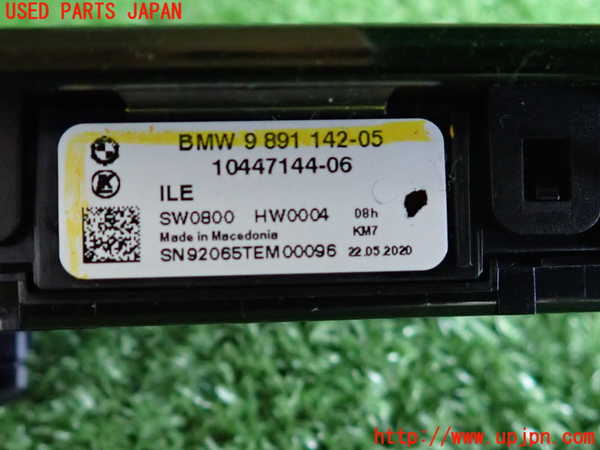 USED PARTS JAPAN
BMW 9 891 142-05
10447144-06
ILE
SW0800 HW0004 08h
Made in Macedonia KM7
SN92065TEM00096 22.05.2020
http://www.upjpn.com/